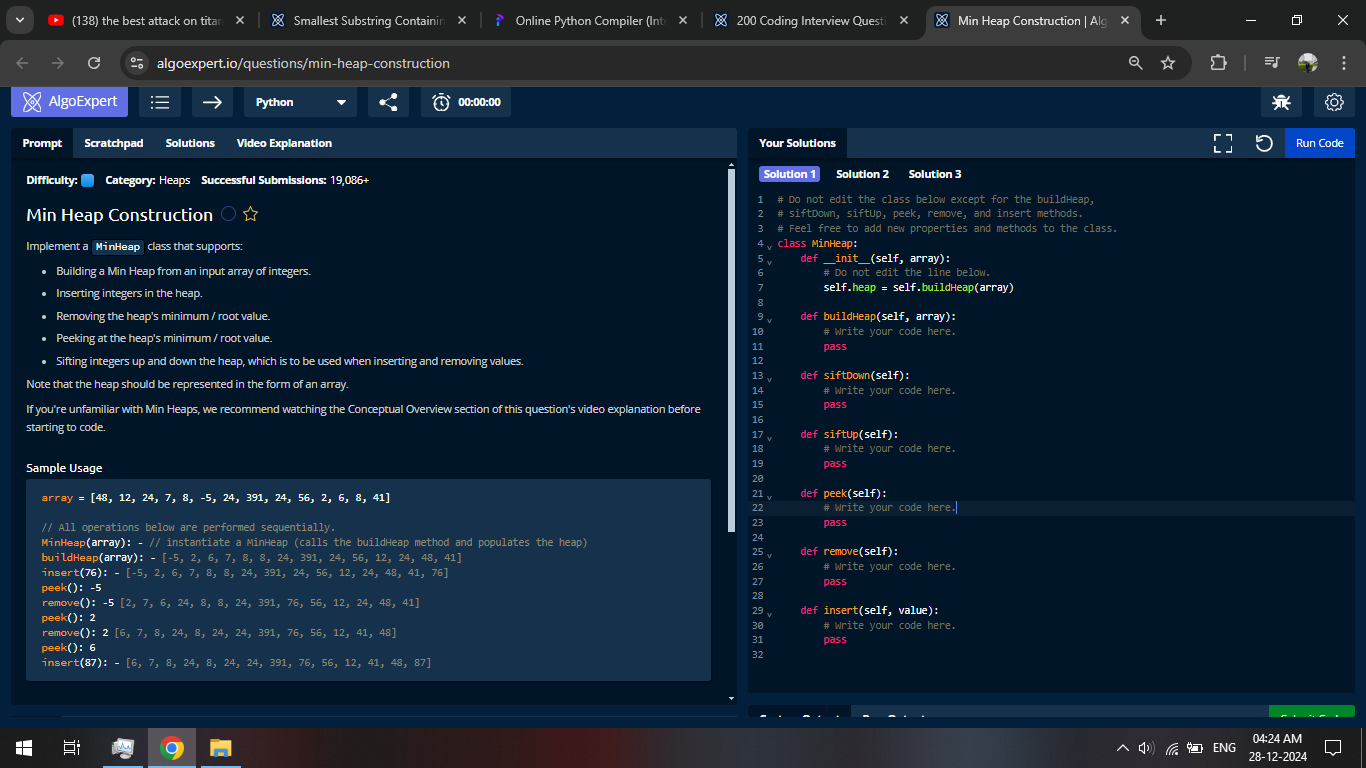 (138) the best attack on titan
Smallest Substring Containin
Online Python Compiler (Int
200 Coding Interview Questi
Min Heap Construction | Alg
algoexpert.io/questions/min-heap-construction
AlgoExpert
Python
00:00:00
Prompt
Scratchpad
Solutions
Video Explanation
Difficulty:
Category: Heaps
Successful Submissions: 19,086+
Min Heap Construction
Implement a MinHeap class that supports:
• Building a Min Heap from an input array of integers.
• Inserting integers in the heap.
• Removing the heap's minimum / root value.
• Peeking at the heap's minimum / root value.
• Sifting integers up and down the heap, which is to be used when inserting and removing values.
Note that the heap should be represented in the form of an array.
If you're unfamiliar with Min Heaps, we recommend watching the Conceptual Overview section of this question's video explanation before
starting to code.
Sample Usage
array = [48, 12, 24, 7, 8, -5, 24, 391, 24, 56, 2, 6, 8, 41]
// All operations below are performed sequentially.
MinHeap(array): - // instantiate a MinHeap (calls the buildHeap method and populates the heap)
buildHeap(array): - [-5, 2, 6, 7, 8, 8, 24, 391, 24, 56, 12, 24, 48, 41]
insert(76): - [-5, 2, 6, 7, 8, 8, 24, 391, 24, 56, 12, 24, 48, 41, 76]
peek(): -5
remove(): -5 [2, 7, 6, 24, 8, 8, 24, 391, 76, 56, 12, 24, 48, 41]
peek(): 2
remove(): 2 [6, 7, 8, 24, 8, 24, 24, 391, 76, 56, 12, 41, 48]
peek(): 6
insert(87): - [6, 7, 8, 24, 8, 24, 24, 391, 76, 56, 12, 41, 48, 87]
Your Solutions
Run Code
Solution 1
Solution 2
Solution 3
1 # Do not edit the class below except for the buildHeap,
2 # siftDown, siftUp, peek, remove, and insert methods.
3 # Feel free to add new properties and methods to the class.
4 class MinHeap:
5 def __init__(self, array):
6 # Do not edit the line below.
7 self.heap = self.buildHeap(array)
8
9 def buildHeap(self, array):
10 # Write your code here.
11 pass
12
13 def siftDown(self):
14 # Write your code here.
15 pass
16
17 def siftUp(self):
18 # Write your code here.
19 pass
20
21 def peek(self):
22 # Write your code here.
23 pass
24
25 def remove(self):
26 # Write your code here.
27 pass
28
29 def insert(self, value):
30 # Write your code here.
31 pass
32
ENG
04:24 AM
28-12-2024